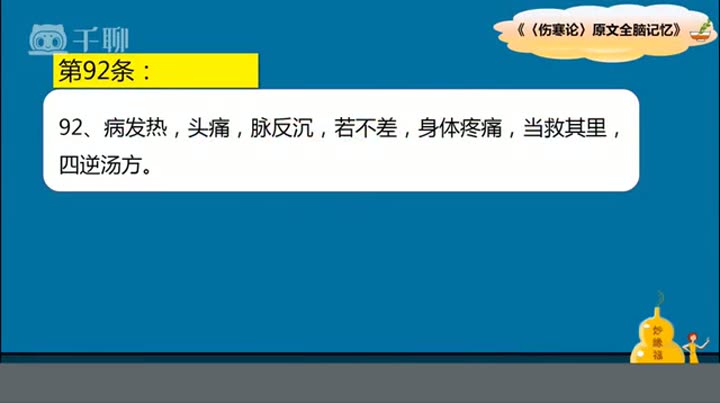 千聊
《〈伤寒论〉原文全脑记忆》
第92条：
92、病发热，头痛，脉反沉，若不差，身体疼痛，当救其里，
四逆汤方。
妙
缘
福